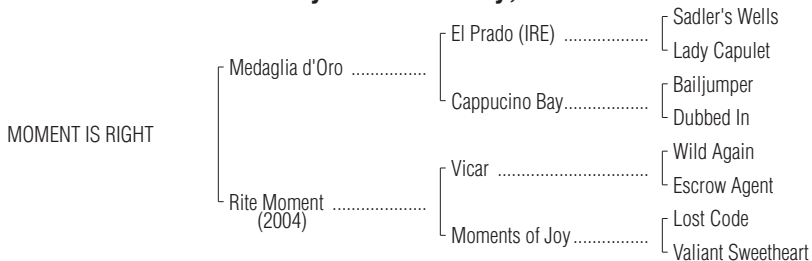 Sadler's Wells
El Prado (IRE) ..................
Lady Capulet
Medaglia d'Oro ................
Bailjumper
Cappucino Bay................
Dubbed In
MOMENT IS RIGHT
Wild Again
Vicar ................................
Escrow Agent
Rite Moment ....................
(2004)
Lost Code
Moments of Joy................
Valiant Sweetheart